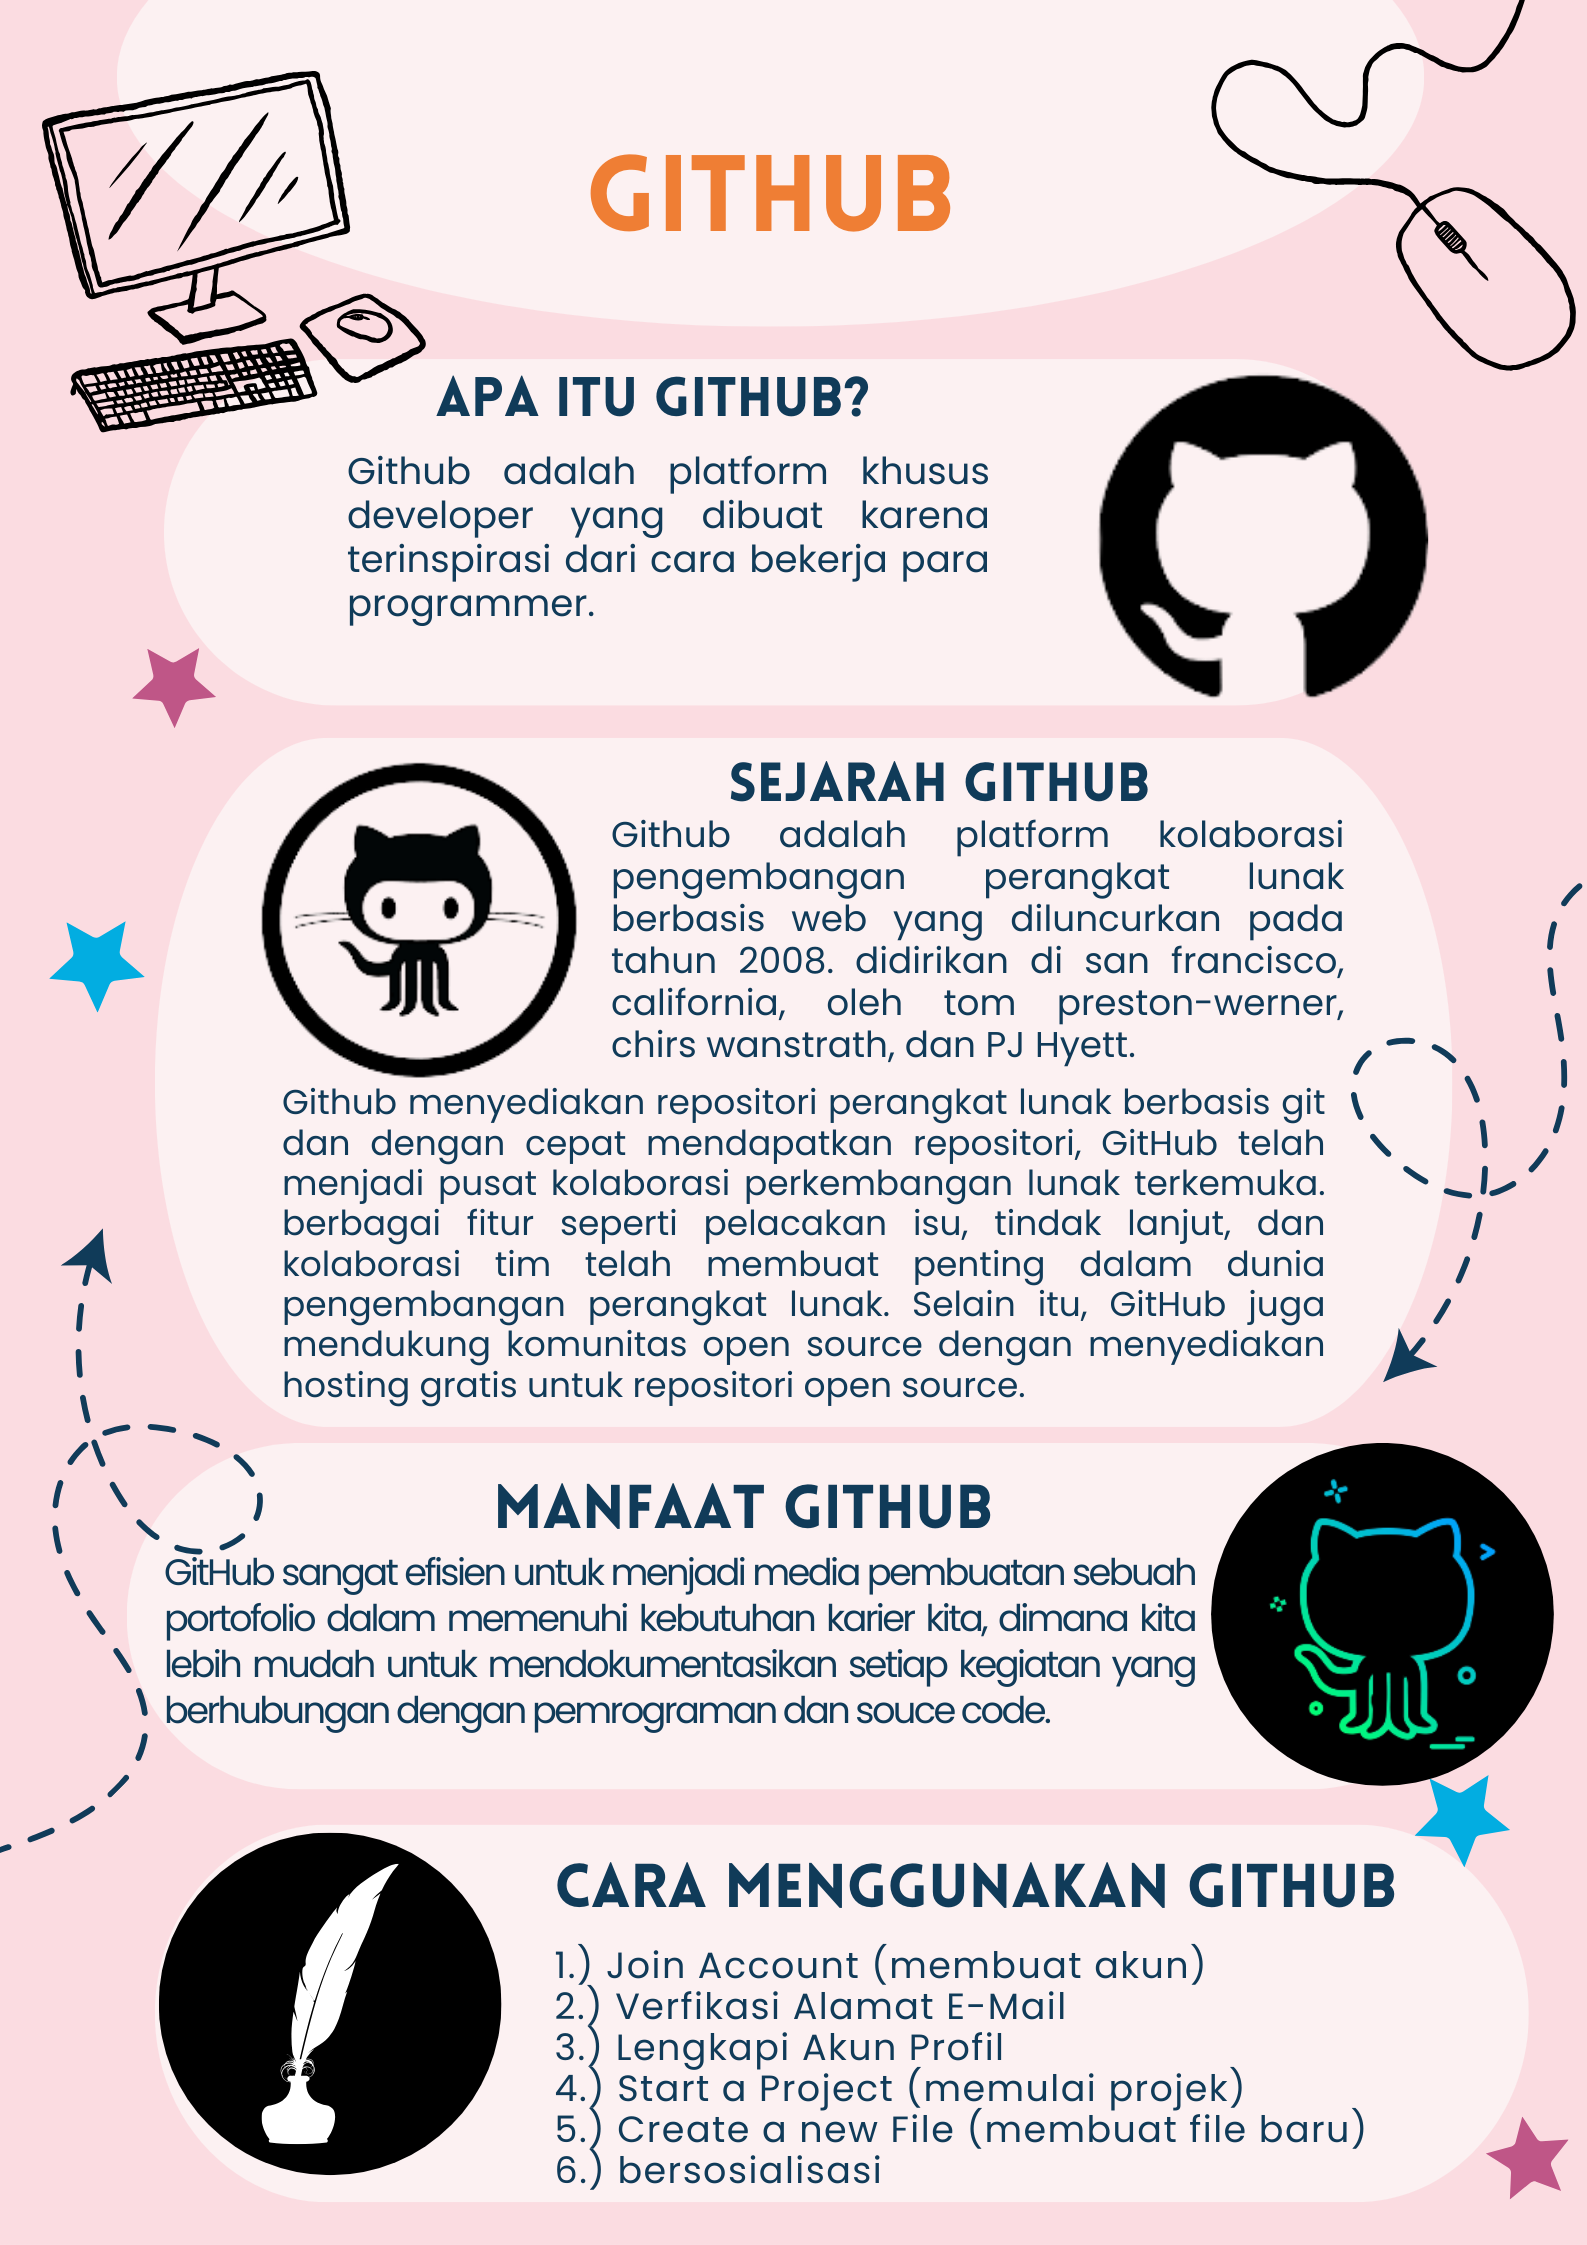 GITHUB
APA ITU GITHUB?
Github adalah platform khusus
developer yang dibuat karena
terinspirasi dari cara bekerja para
programmer.
SEJARAH GITHUB
Github adalah platform kolaborasi
pengembangan perangkat lunak
berbasis web yang diluncurkan pada
tahun 2008. didirikan di san francisco,
california, oleh tom preston-werner,
chirs wanstrath, dan PJ Hyett.
Github menyediakan repositori perangkat lunak berbasis git
dan dengan cepat mendapatkan repositori, GitHub telah
menjadi pusat kolaborasi perkembangan lunak terkemuka.
berbagai fitur seperti pelacakan isu, tindak lanjut, dan
kolaborasi tim telah membuat penting dalam dunia
pengembangan perangkat lunak. Selain itu, GitHub juga
mendukung komunitas open source dengan menyediakan
hosting gratis untuk repositori open source.
MANFAAT GITHUB
GitHub sangat efisien untuk menjadi media pembuatan sebuah
portofolio dalam memenuhi kebutuhan karier kita, dimana kita
lebih mudah untuk mendokumentasikan setiap kegiatan yang
berhubungan dengan pemrograman dan souce code.
CARA MENGGUNAKAN GITHUB
1.) Join Account (membuat akun)
2.) Verfikasi Alamat E-Mail
3.) Lengkapi Akun Profil
4.) Start a Project (memulai projek)
5.) Create a new File (membuat file baru)
6.) bersosialisasi